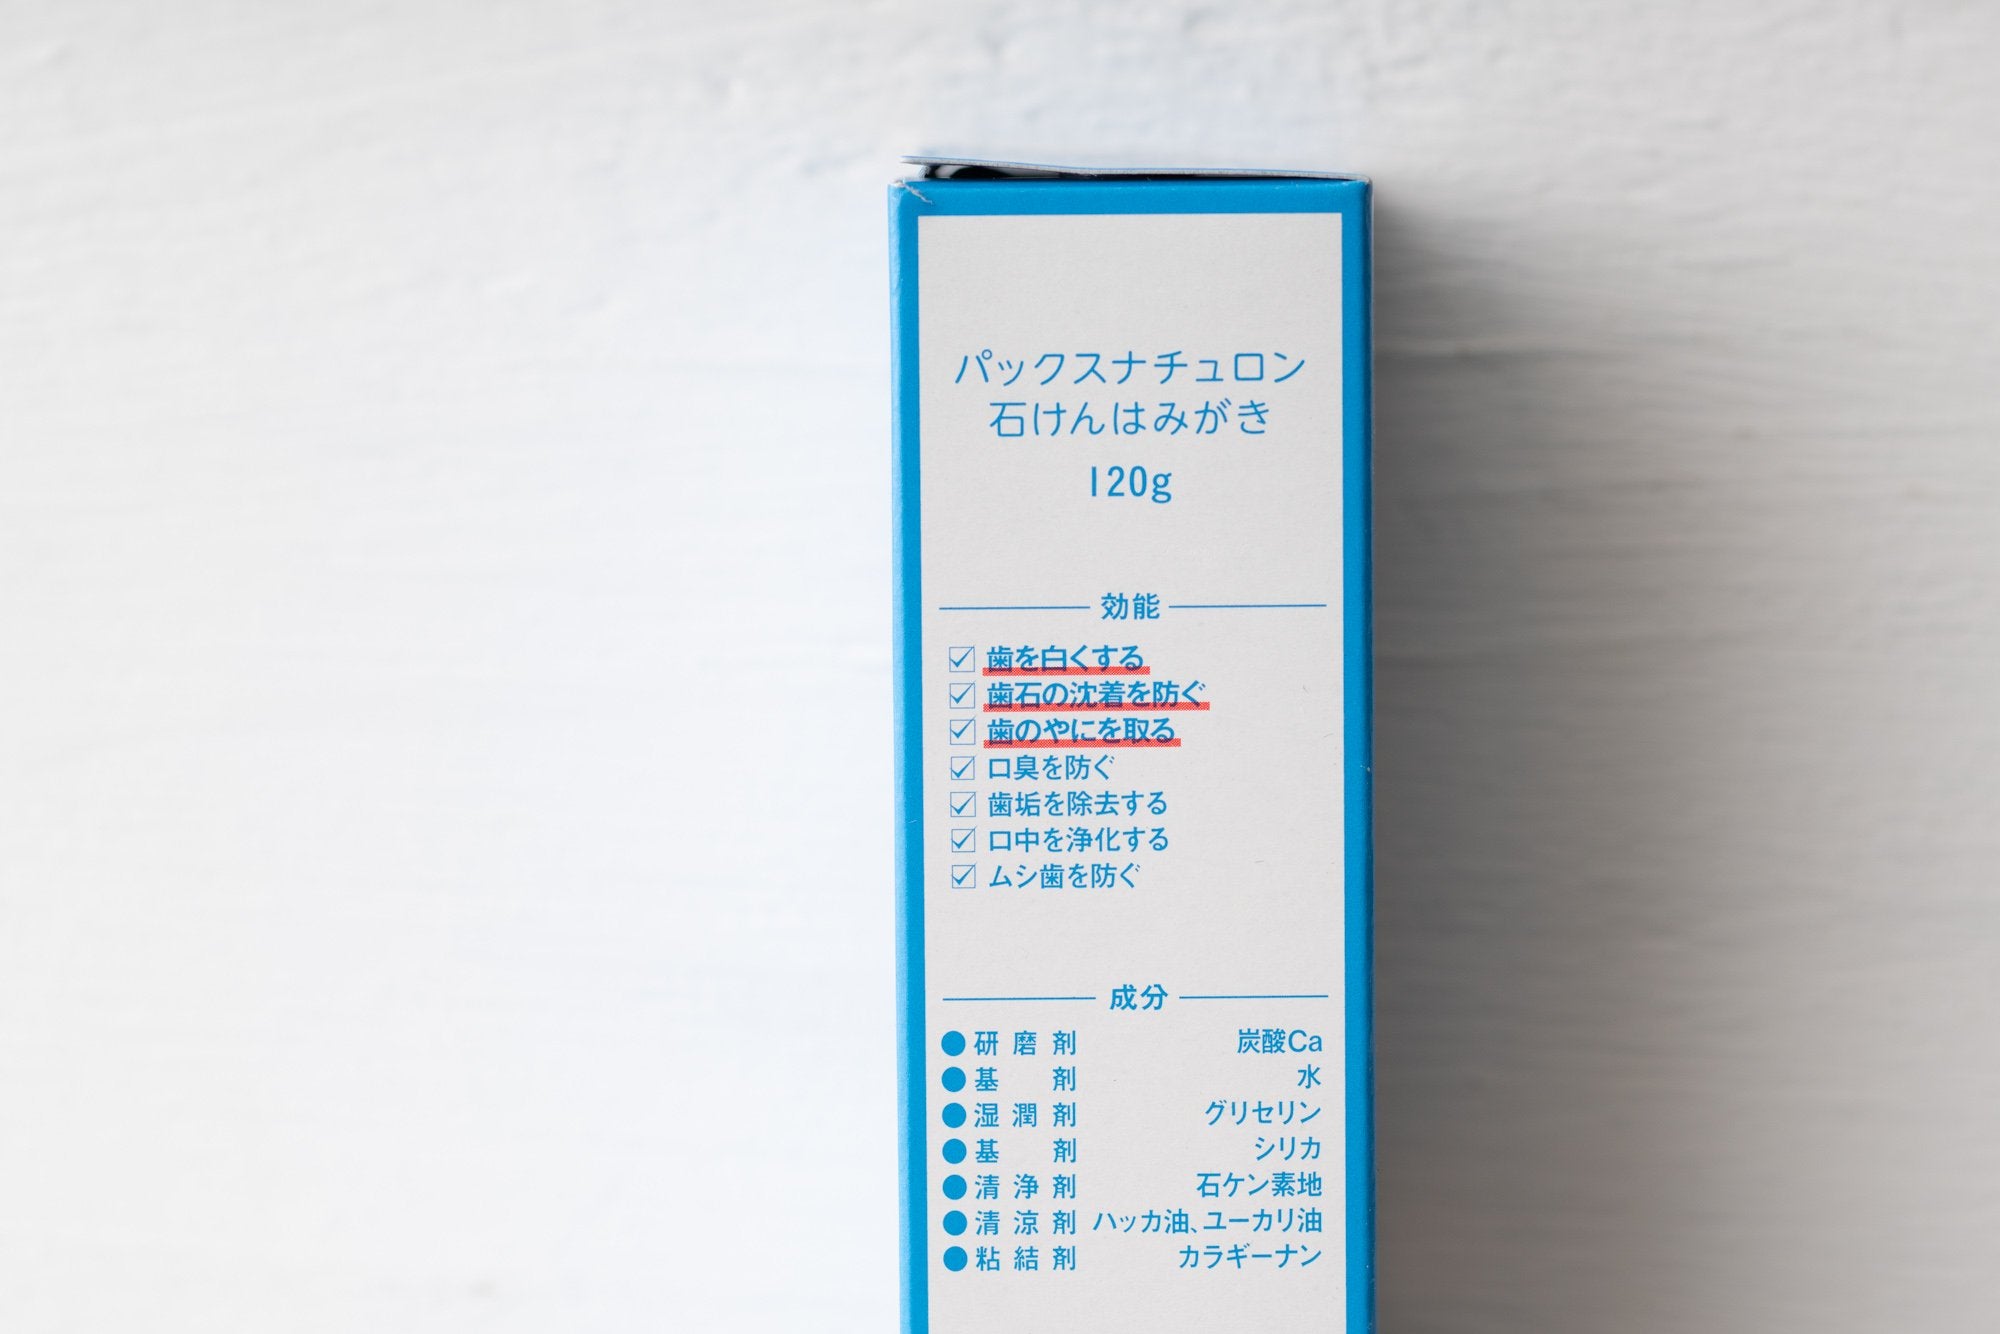 パックスナチュロン
石けんはみがき
120g
効能
☑ 歯を白くする
☑ 歯石の沈着を防ぐ
☑ 歯のやにを取る
☑ 口臭を防ぐ
☑ 歯垢を除去する
☑ 口中を浄化する
☑ ムシ歯を防ぐ
成分
●研磨剤 炭酸Ca
●基剤 水
●湿潤剤 グリセリン
●基剤 シリカ
●清浄剤 石ケン素地
●清涼剤 ハッカ油、ユーカリ油
●粘結剤 カラギーナン